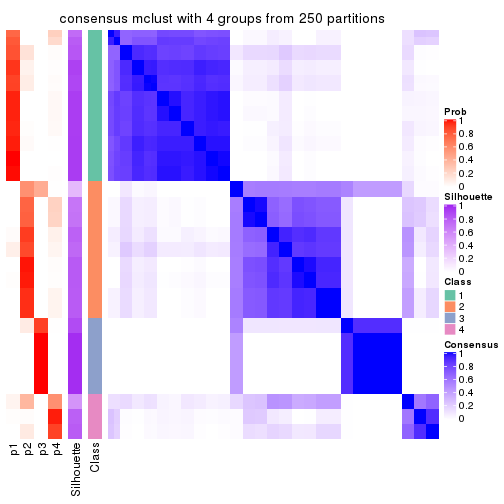 consensus mclust with 4 groups from 250 partitions
Prob
1
0.8
0.6
0.4
0.2
0
Silhouette
1
0.8
0.6
0.4
0.2
0
Class
1
2
3
4
Consensus
1
0.8
0.6
0.4
0.2
0
p1
p2
p3
p4
Silhouette
Class